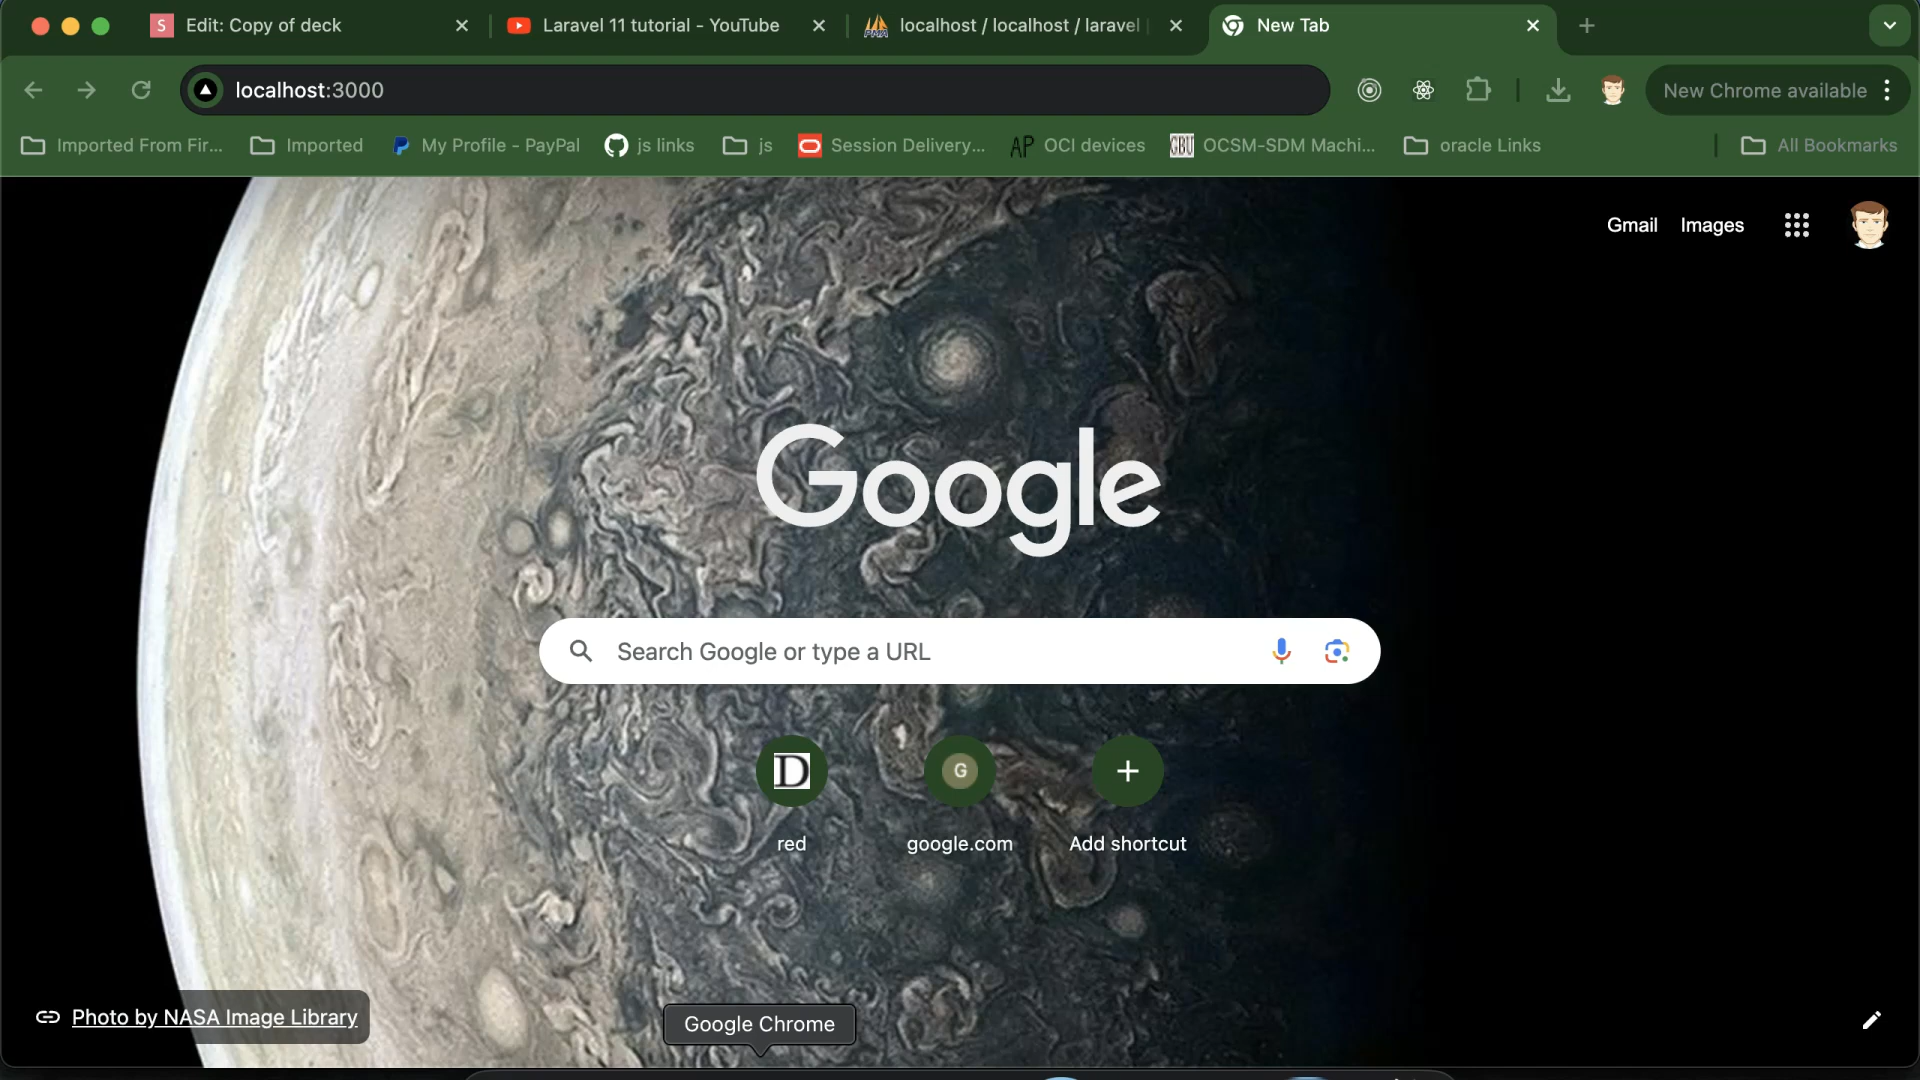 S Edit: Copy of deck
Laravel 11 tutorial - YouTube
PMA localhost / localhost / laravel
New Tab
localhost:3000
New Chrome available
Imported From Fir...
Imported
My Profile - PayPal
js links
js
Session Delivery...
AP OCI devices
CBU OCSM-SDM Machi...
oracle Links
All Bookmarks
Gmail
Images
Google
Search Google or type a URL
D
G
red
google.com
Add shortcut
Photo by NASA Image Library
Google Chrome